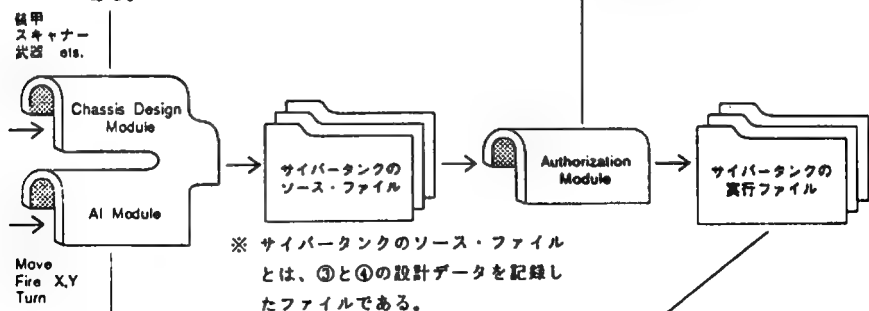 装甲
スキャナー
武器 etc.
Chassis Design
Module
AI Module
Move
Fire X,Y
Turn
サイバータンクの
ソース・ファイル
Authorization
Module
サイバータンクの
実行ファイル
※ サイバータンクのソース・ファイル
とは、③と④の設計データを記録し
たファイルである。